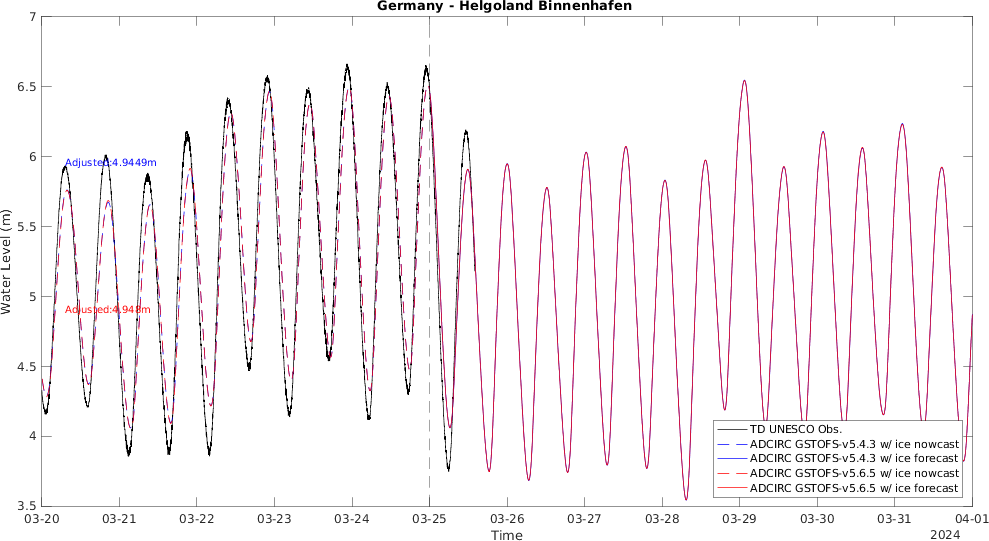 Germany - Helgoland Binnenhafen
7
6.5
6
5.5
5
4.5
4
3.5
Water Level (m)
Adjusted:4.9449m
Adjusted:4.948m
TD UNESCO Obs.
ADCIRC GSTOFS-v5.4.3 w/ ice nowcast
ADCIRC GSTOFS-v5.4.3 w/ ice forecast
ADCIRC GSTOFS-v5.6.5 w/ ice nowcast
ADCIRC GSTOFS-v5.6.5 w/ ice forecast
03-20 03-21 03-22 03-23 03-24 03-25 03-26 03-27 03-28 03-29 03-30 03-31 04-01
Time
2024